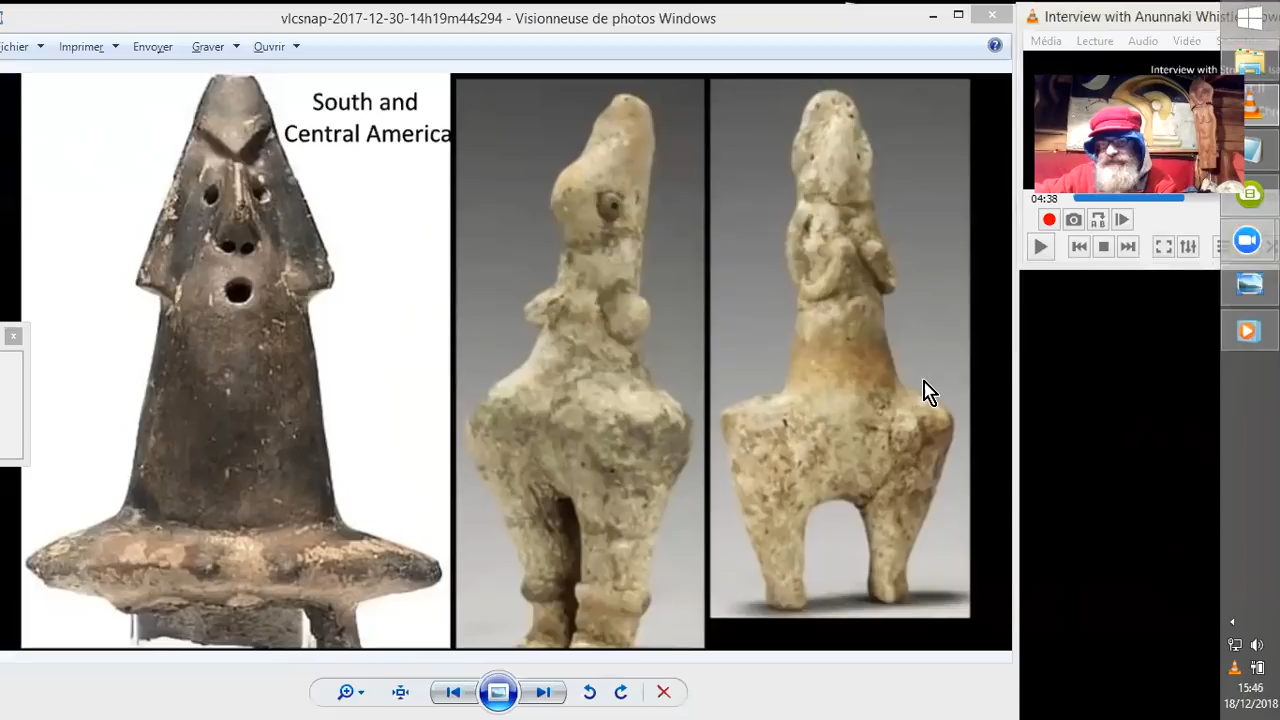 vlcsnap-2017-12-30-14h19m44s294 - Visionneuse de photos Windows
ichier
Imprimer
Envoyer
Graver
Ouvrir
South and
Central America
Interview with Anunnaki Whistle
Média
Lecture
Audio
Vidéo
Interview with
04:38
15:46
18/12/2018